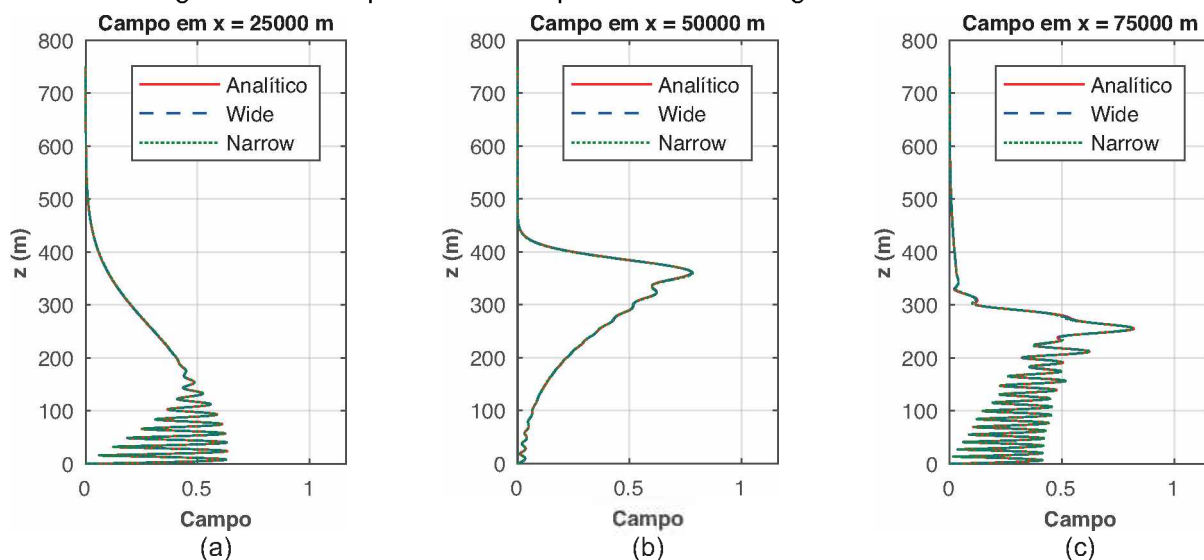 Campo em x = 25000 m
800
700
600
500
400
300
200
100
0
z (m)
Analítico
Wide
Narrow
0 0.5 1
Campo
(a)
Campo em x = 50000 m
800
700
600
500
400
300
200
100
0
z (m)
Analítico
Wide
Narrow
0 0.5 1
Campo
(b)
Campo em x = 75000 m
800
700
600
500
400
300
200
100
0
z (m)
Analítico
Wide
Narrow
0 0.5 1
Campo
(c)